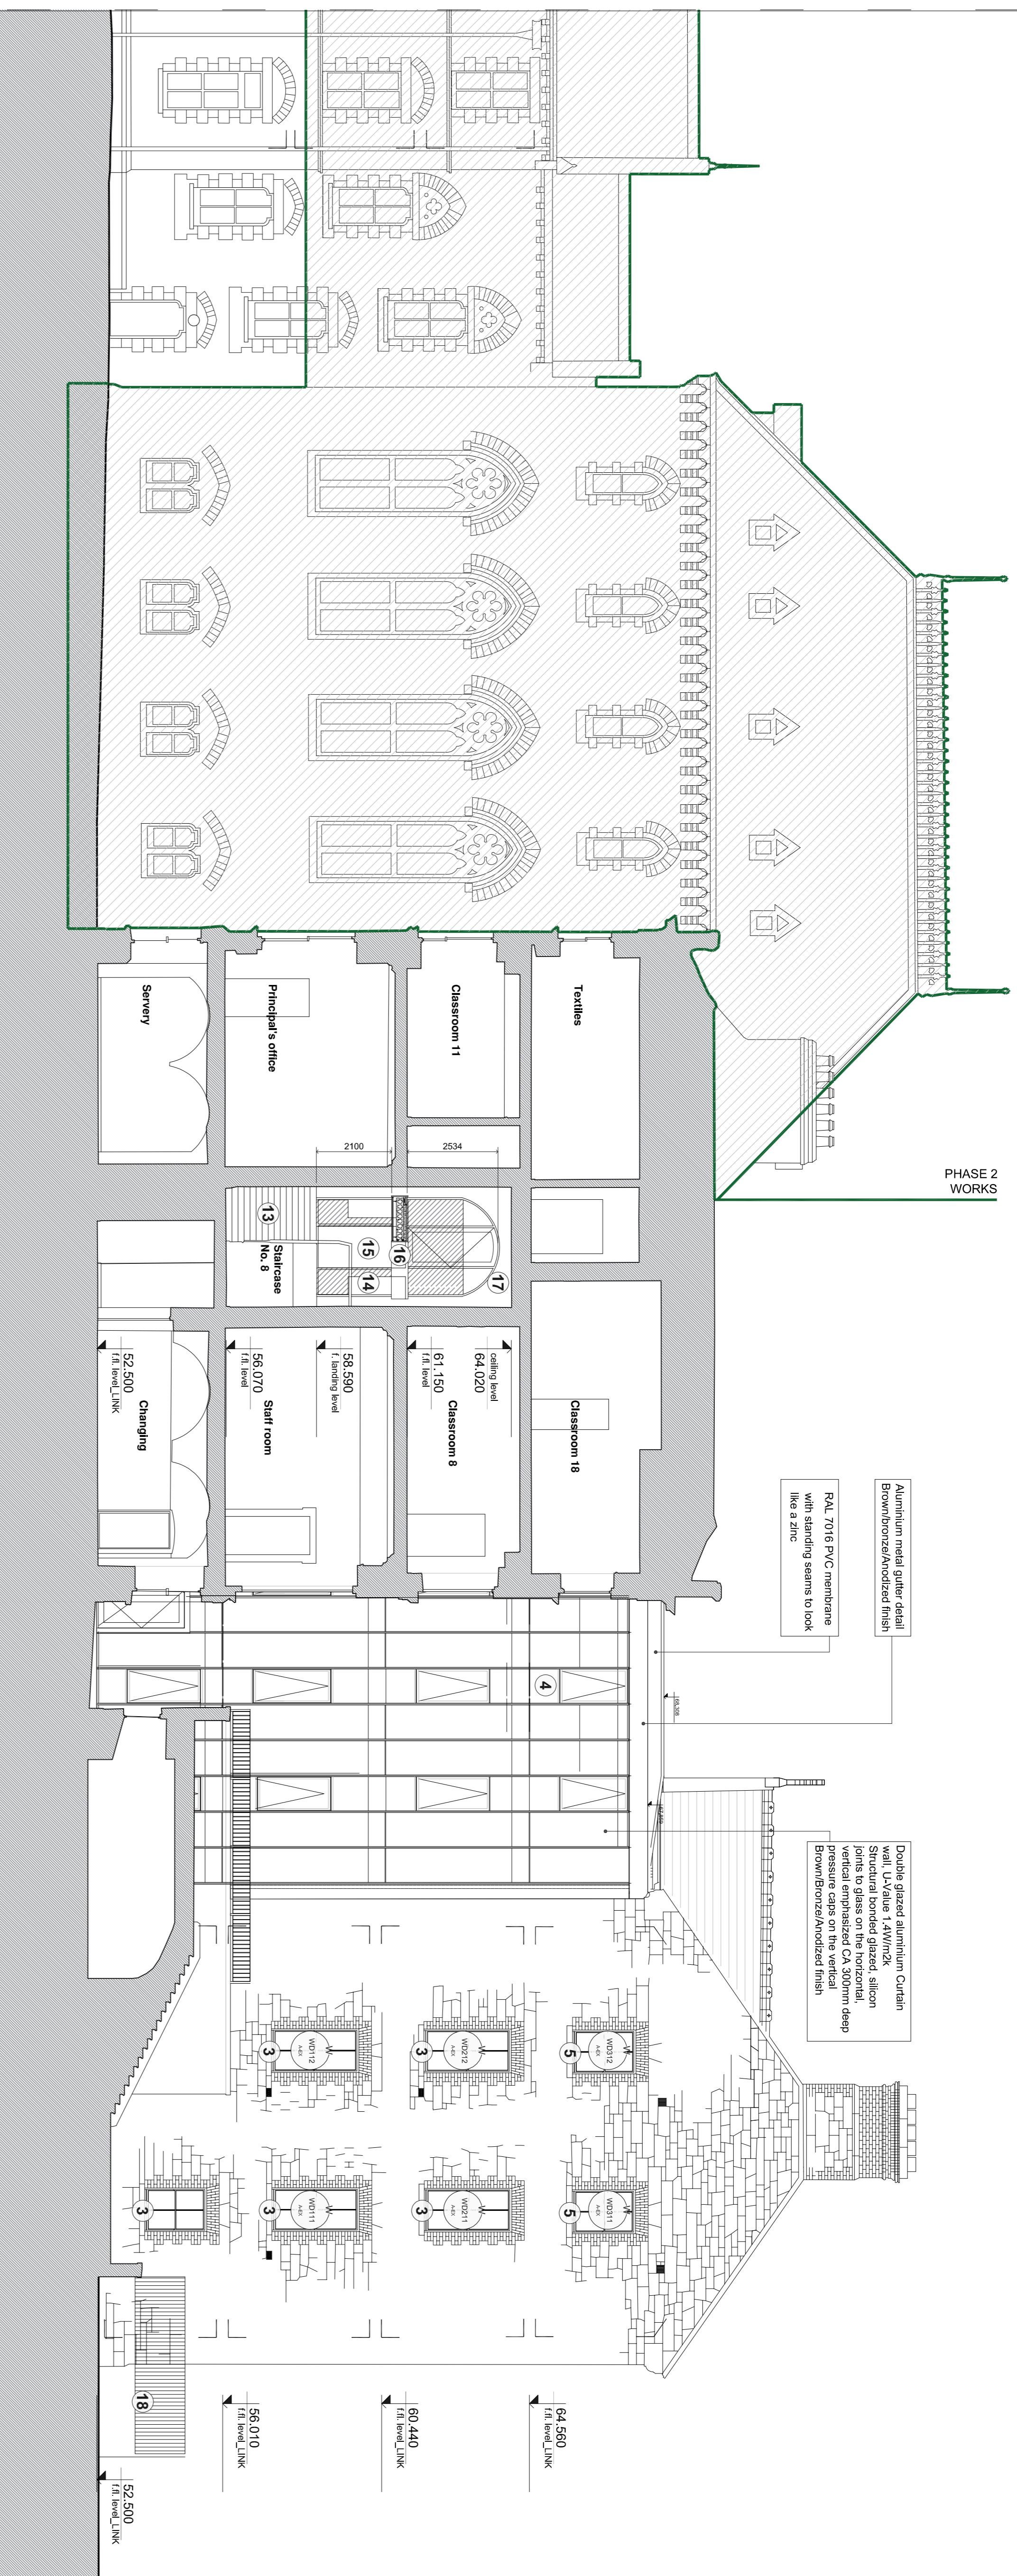 PHASE 2
WORKS
Aluminium metal gutter detail
Brown/bronze/Anodized finish
RAL 7016 PVC membrane
with standing seams to look
like a zinc
Double glazed aluminium Curtain
wall, U-Value 1.4W/m2k
Structural bonded glazed, silicon
joints to glass on the horizontal,
vertical emphasized CA 300mm deep
pressure caps on the vertical
Brown/Bronze/Anodized finish
Textiles
Classroom 11
Principal's office
Servery
2534
2100
17
16
15
14
13
Staircase
No. 8
Classroom 18
ceiling level
64.020
61.150
f.fl. level
Classroom 8
58.590
f. landing level
56.070
f.fl. level
Staff room
52.500
f.fl. level_LINK
Changing
4
WD312
W
A-EX
5
WD212
W
A-EX
3
WD112
W
A-EX
3
WD311
W
A-EX
5
WD211
W
A-EX
3
WD111
W
A-EX
3
3
18
64.560
f.fl. level_LINK
60.440
f.fl. level_LINK
56.010
f.fl. level_LINK
52.500
f.fl. level_LINK